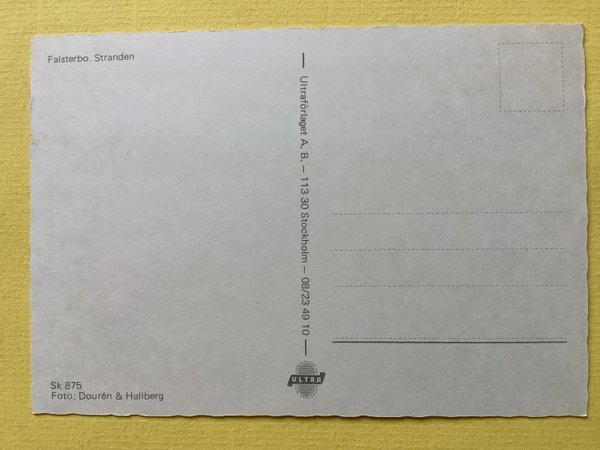 Falsterbo. Stranden
Ultraförlaget A. B. — 113 30 Stockholm — 08/23 49 10
ULTRA
Sk 875
Foto: Dourén & Hallberg